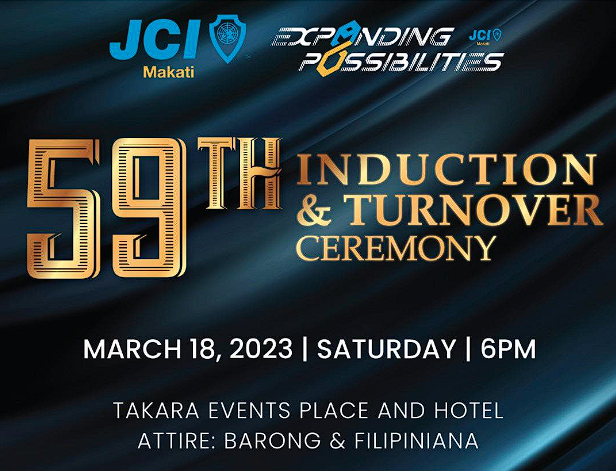 JCI
Makati
EXPANDING
POSSIBILITIES
JCI
Makati
59TH
INDUCTION
& TURNOVER
CEREMONY
MARCH 18, 2023 | SATURDAY | 6PM
TAKARA EVENTS PLACE AND HOTEL
ATTIRE: BARONG & FILIPINIANA